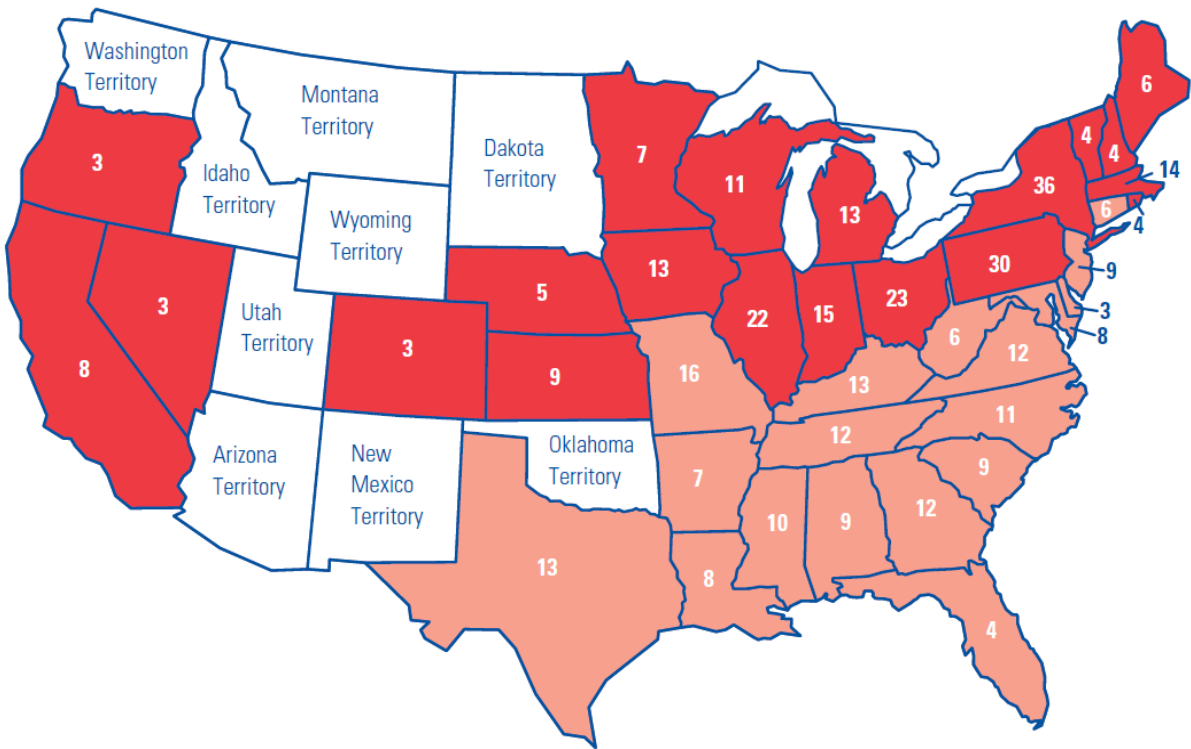 Washington
Territory
Montana
Territory
Dakota
Territory
Idaho
Territory
Wyoming
Territory
Utah
Territory
Arizona
Territory
New
Mexico
Territory
Oklahoma
Territory
3
8
3
3
7
11
13
5
13
9
22
15
23
30
36
6
4
4
14
6
4
9
3
8
16
13
6
12
11
12
7
9
12
10
9
8
13
4